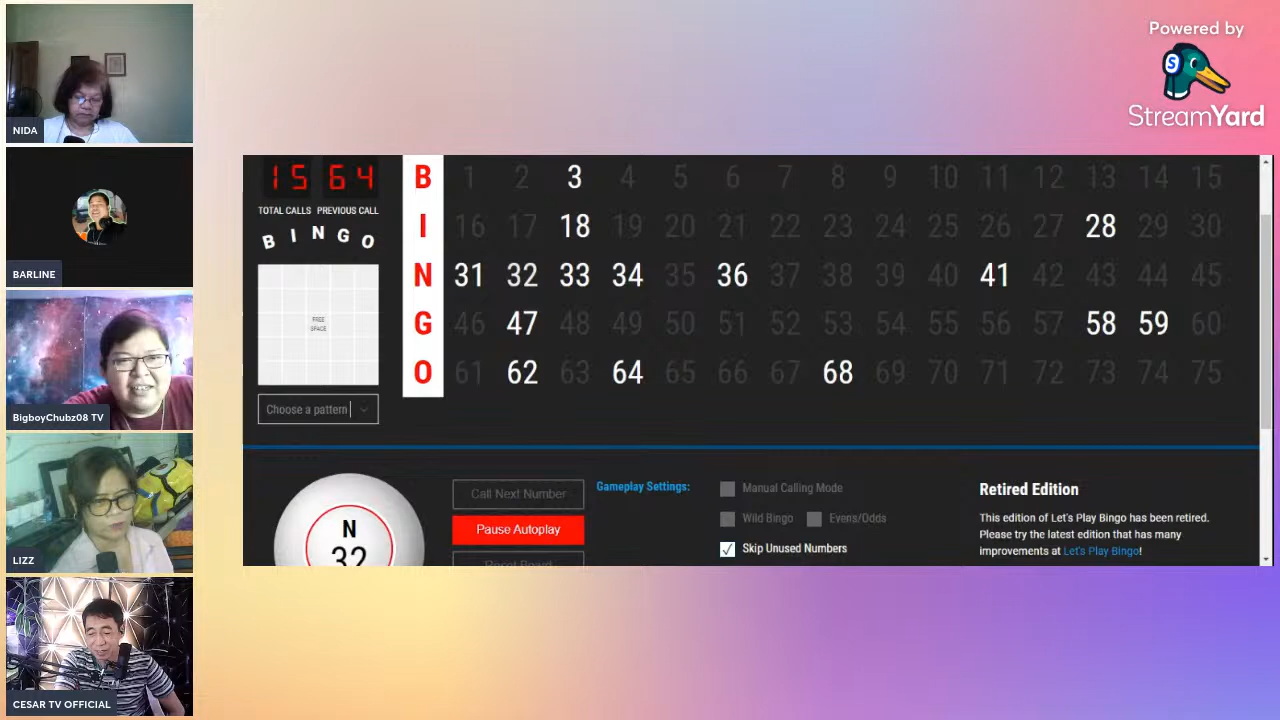 Powered by
S
StreamYard
NIDA
BARLINE
BigboyChubz08 TV
LIZZ
CESAR TV OFFICIAL
15 64
TOTAL CALLS PREVIOUS CALL
B I N G O
FREE
SPACE
Choose a pattern
B 1 2 3 4 5 6 7 8 9 10 11 12 13 14 15
I 16 17 18 19 20 21 22 23 24 25 26 27 28 29 30
N 31 32 33 34 35 36 37 38 39 40 41 42 43 44 45
G 46 47 48 49 50 51 52 53 54 55 56 57 58 59 60
O 61 62 63 64 65 66 67 68 69 70 71 72 73 74 75
N
32
Call Next Number
Pause Autoplay
Reset Board
Gameplay Settings:
Manual Calling Mode
Wild Bingo Evens/Odds
Skip Unused Numbers
Retired Edition
This edition of Let's Play Bingo has been retired.
Please try the latest edition that has many
improvements at Let's Play Bingo!